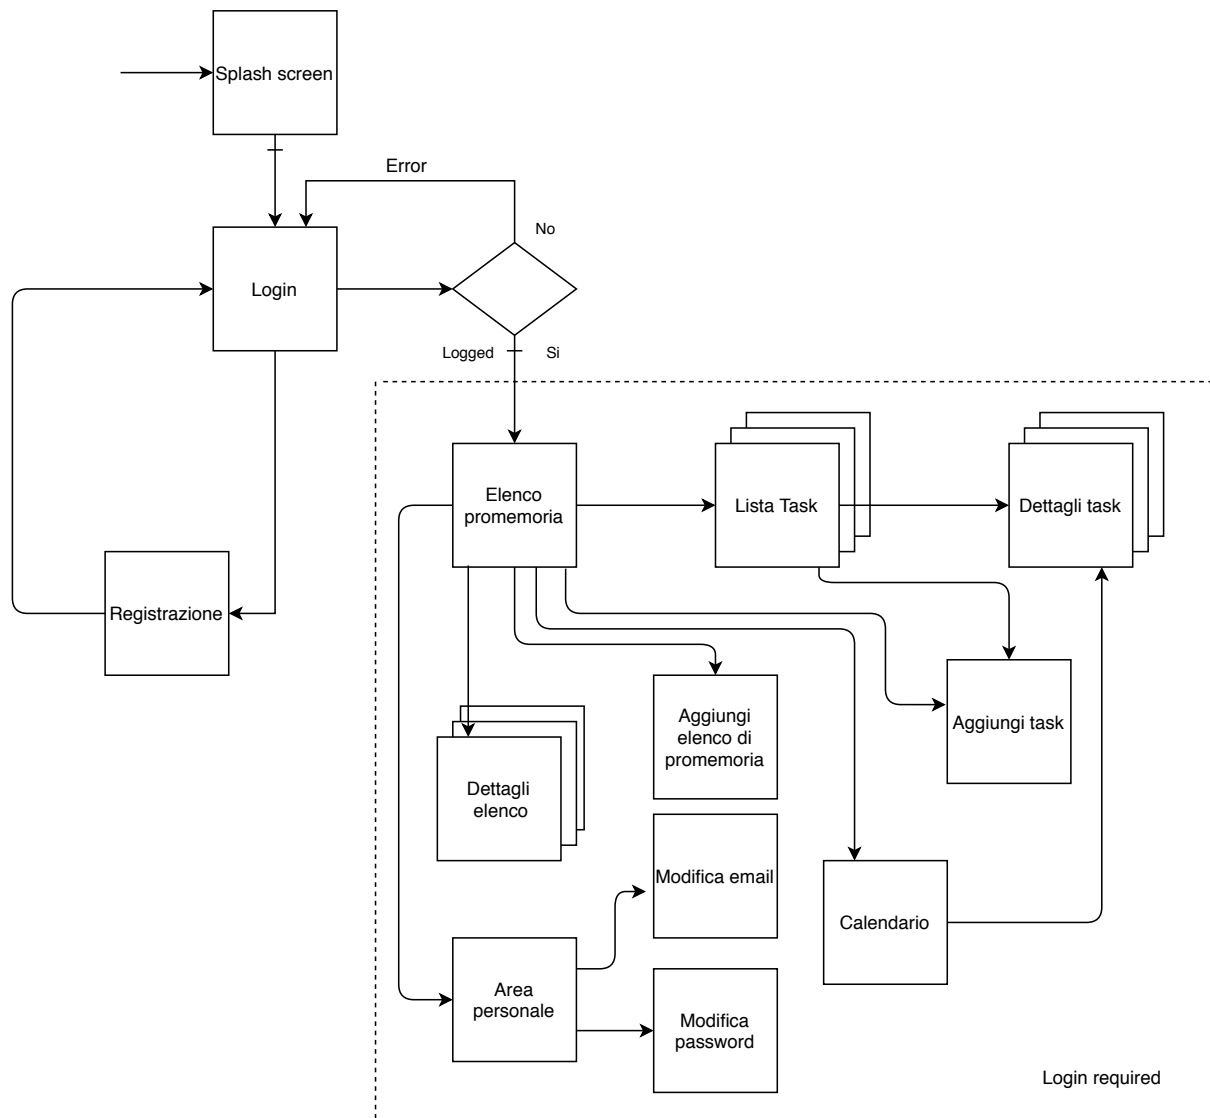 Splash screen
Error
No
Login
Logged
Si
Elenco
promemoria
Lista Task
Dettagli task
Registrazione
Aggiungi
elenco di
promemoria
Aggiungi task
Dettagli
elenco
Modifica email
Calendario
Area
personale
Modifica
password
Login required